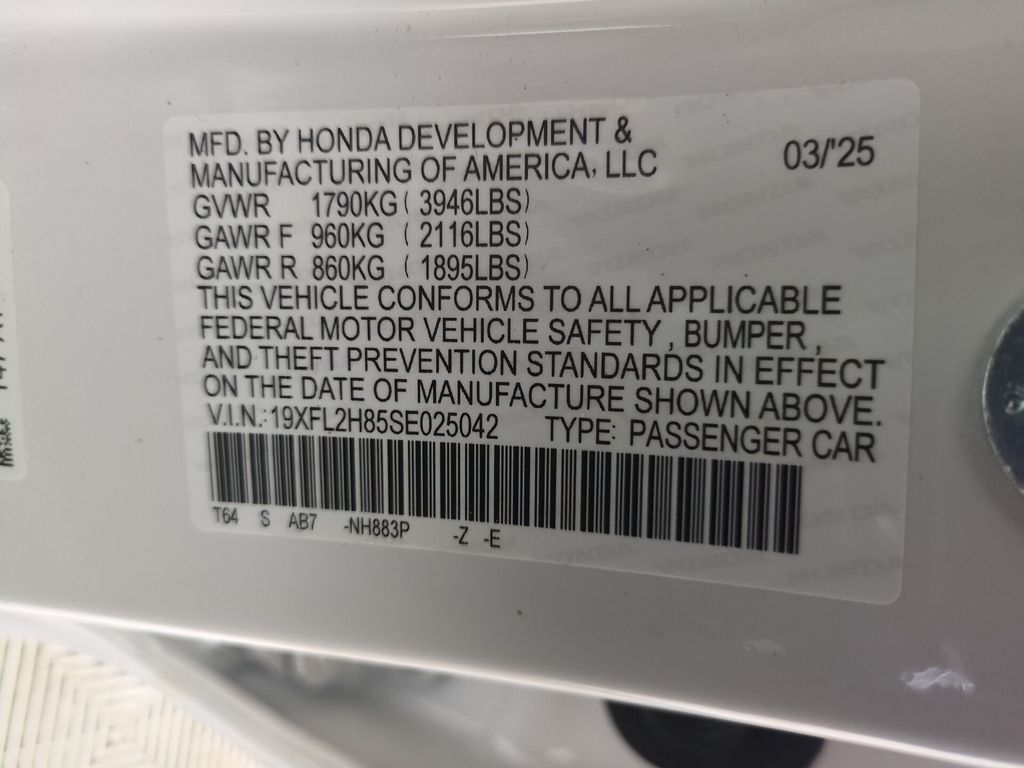 MFD. BY HONDA DEVELOPMENT &
MANUFACTURING OF AMERICA, LLC 03/'25
GVWR 1790KG ( 3946LBS)
GAWR F 960KG ( 2116LBS)
GAWR R 860KG ( 1895LBS)
THIS VEHICLE CONFORMS TO ALL APPLICABLE
FEDERAL MOTOR VEHICLE SAFETY , BUMPER ,
AND THEFT PREVENTION STANDARDS IN EFFECT
ON THE DATE OF MANUFACTURE SHOWN ABOVE.
V.I.N.:19XFL2H85SE025042 TYPE: PASSENGER CAR
T64 S AB7 -NH883P -Z -E